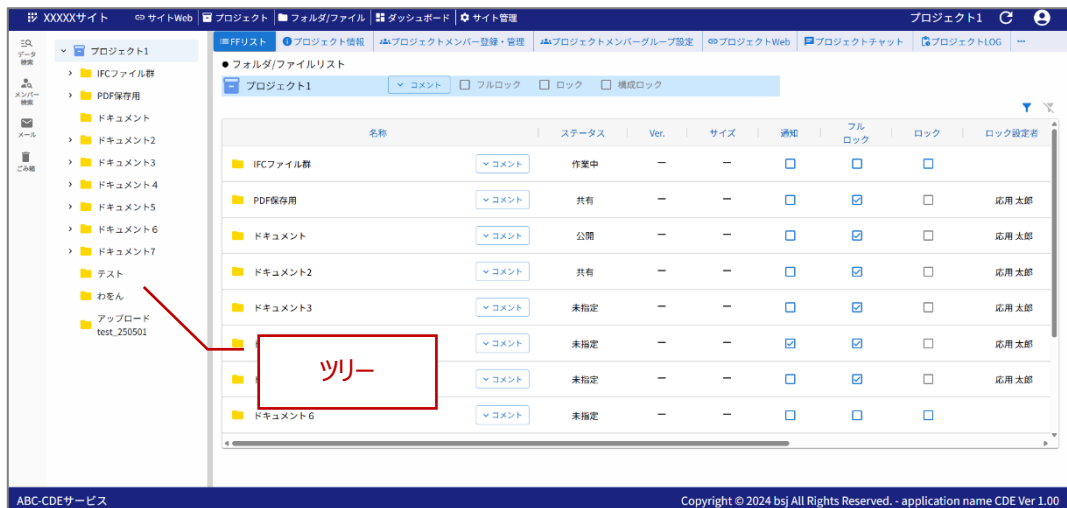 XXXXXサイト サイトWeb プロジェクト フォルダ/ファイル ダッシュボード サイト管理 プロジェクト1
データ検索
メンバー検索
メール
ごみ箱
プロジェクト1
IFCファイル群
PDF保存用
ドキュメント
ドキュメント2
ドキュメント3
ドキュメント４
ドキュメント5
ドキュメント６
ドキュメント7
テスト
わをん
アップロード
test_250501
FFリスト プロジェクト情報 プロジェクトメンバー登録・管理 プロジェクトメンバーグループ設定 プロジェクトWeb プロジェクトチャット プロジェクトLOG ...
●フォルダ/ファイルリスト
プロジェクト1 コメント フルロック ロック 構成ロック
名称 ステータス Ver. サイズ 通知 フルロック ロック ロック設定者
IFCファイル群 コメント 作業中 ー ー
PDF保存用 コメント 共有 ー ー 応用 太郎
ドキュメント コメント 公開 ー ー 応用 太郎
ドキュメント2 コメント 共有 ー ー 応用 太郎
ドキュメント3 コメント 未指定 ー ー 応用 太郎
コメント 未指定 ー ー 応用 太郎
コメント 未指定 ー ー 応用 太郎
ドキュメント６ コメント 未指定 ー ー
ツリー
ABC-CDEサービス Copyright © 2024 bsj All Rights Reserved. - application name CDE Ver 1.00